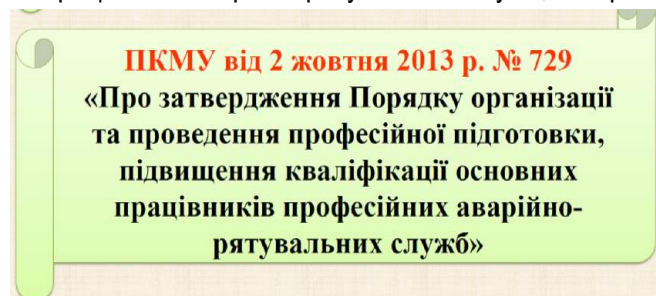 ПКМУ від 2 жовтня 2013 р. № 729
«Про затвердження Порядку організації
та проведення професійної підготовки,
підвищення кваліфікації основних
працівників професійних аварійно-
рятувальних служб»